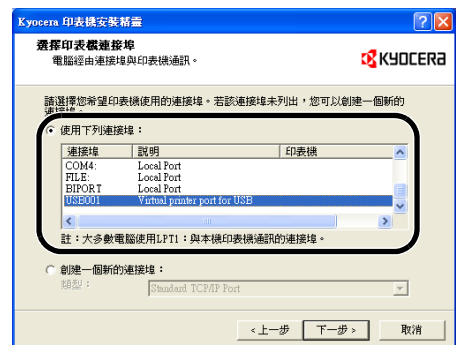 Kyocera 印表機安裝精靈
選擇印表機連接埠
電腦經由連接埠與印表機通訊。
KYOCERA
請選擇您希望印表機使用的連接埠。若該連接埠未列出，您可以創建一個新的
連接埠。
使用下列連接埠：
連接埠 說明 印表機
COM4: Local Port
FILE: Local Port
BIPORT Local Port
USB001 Virtual printer port for USB
註：大多數電腦使用LPT1：與本機印表機通訊的連接埠。
創建一個新的連接埠：
類型： Standard TCP/IP Port
<上一步 下一步> 取消